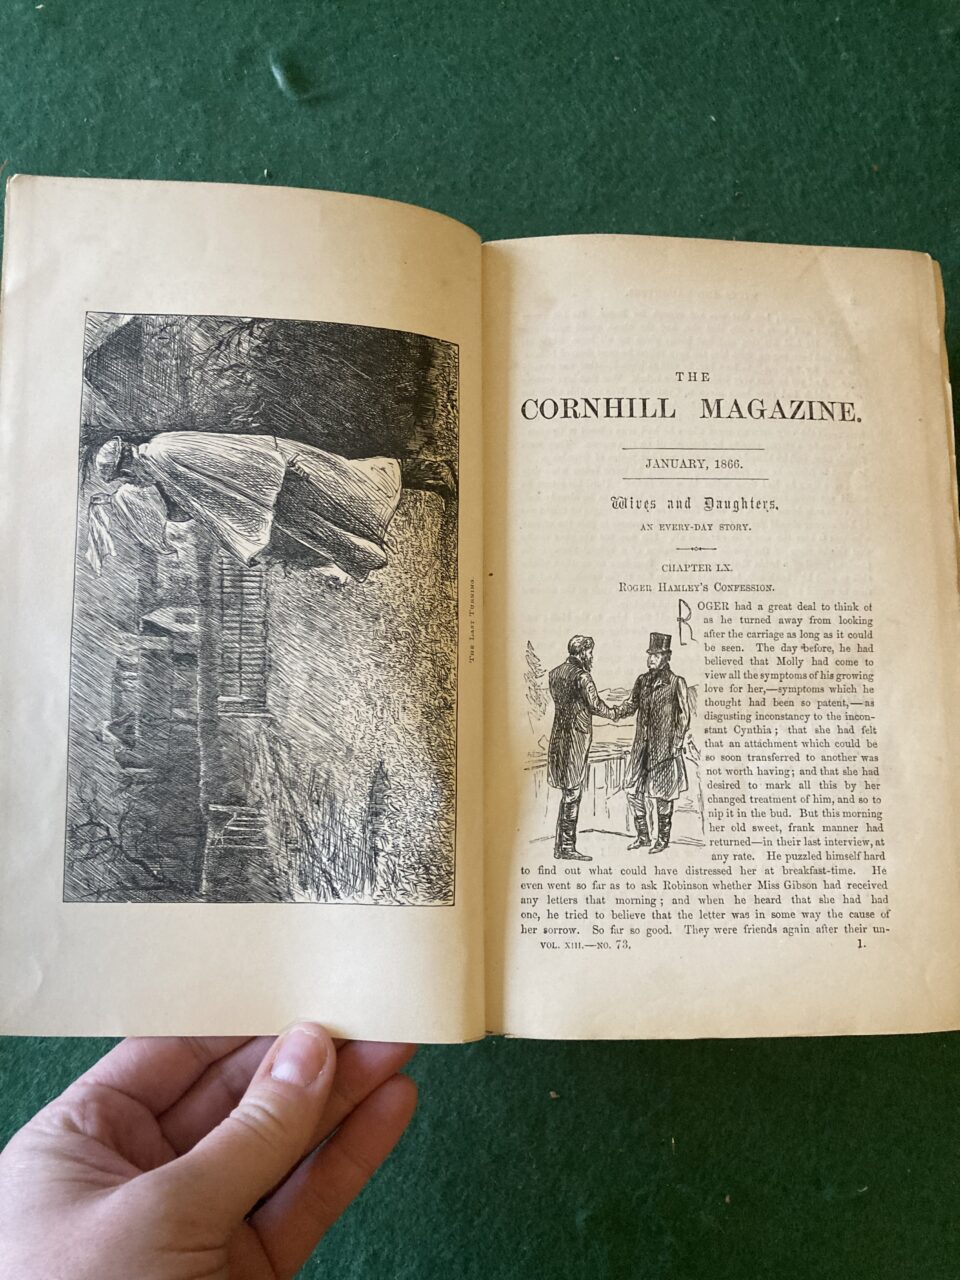 The Last Turning.
THE
CORNHILL MAGAZINE.
JANUARY, 1866.
Wives and Daughters.
AN EVERY-DAY STORY.
CHAPTER LX.
Roger Hamley's Confession.
ROGER had a great deal to think of
as he turned away from looking
after the carriage as long as it could
be seen. The day before, he had
believed that Molly had come to
view all the symptoms of his growing
love for her,—symptoms which he
thought had been so patent,—as
disgusting inconstancy to the incon-
stant Cynthia; that she had felt
that an attachment which could be
so soon transferred to another was
not worth having; and that she had
desired to mark all this by her
changed treatment of him, and so to
nip it in the bud. But this morning
her old sweet, frank manner had
returned—in their last interview, at
any rate. He puzzled himself hard
to find out what could have distressed her at breakfast-time. He
even went so far as to ask Robinson whether Miss Gibson had received
any letters that morning; and when he heard that she had had
one, he tried to believe that the letter was in some way the cause of
her sorrow. So far so good. They were friends again after their un-
VOL. XIII.—NO. 73.
1.